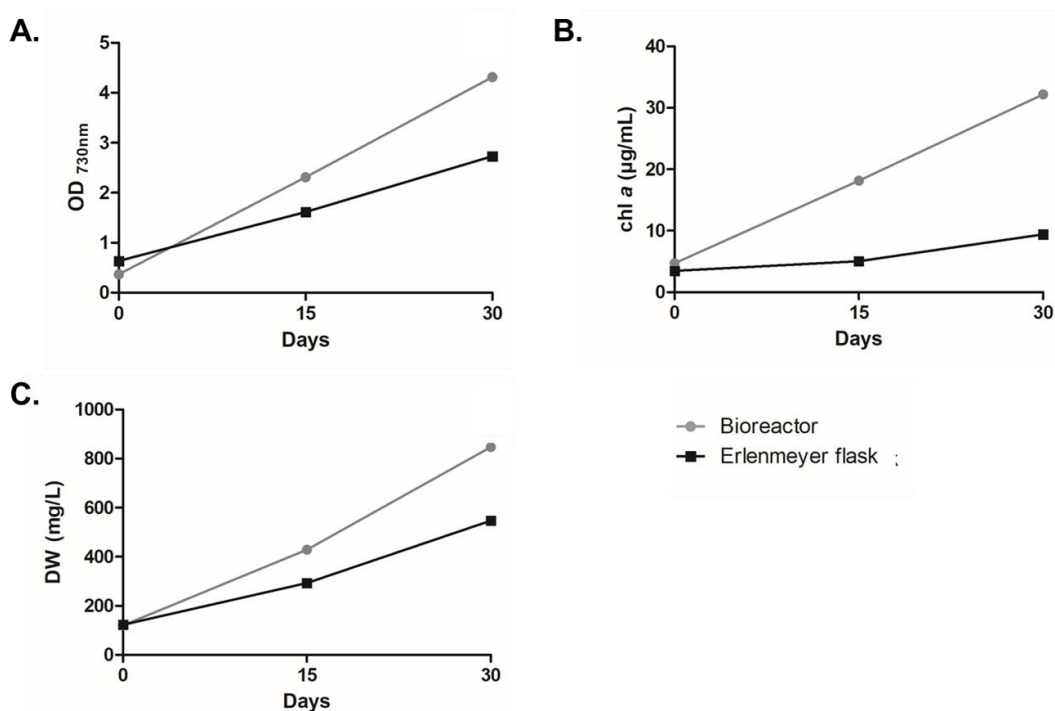 A.
5
4
3
2
1
0
OD 730nm
0 15 30
Days
B.
40
30
20
10
0
chl a (µg/mL)
0 15 30
Days
C.
1000
800
600
400
200
0
DW (mg/L)
0 15 30
Days
Bioreactor
Erlenmeyer flask ;